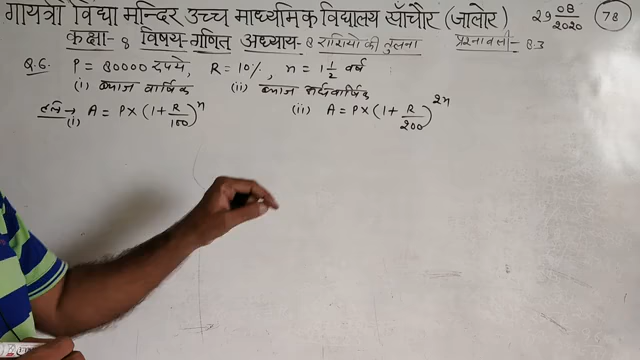 गायत्री विद्या मन्दिर उच्च माध्यमिक विद्यालय साँचौर (जालोर) 29 08/2020 (78)
कक्षा- 8 विषय- गणित अध्याय- 8 राशियो की तुलना प्रश्नावली- 8.3
Q.6. P = 80000 रूपये, R = 10%, n = 1 1/2 वर्ष
(i) ब्याज वार्षिक (ii) ब्याज अर्द्धवार्षिक
हल→ (i) A = P × (1 + R/100)^n (ii) A = P × (1 + R/200)^2n